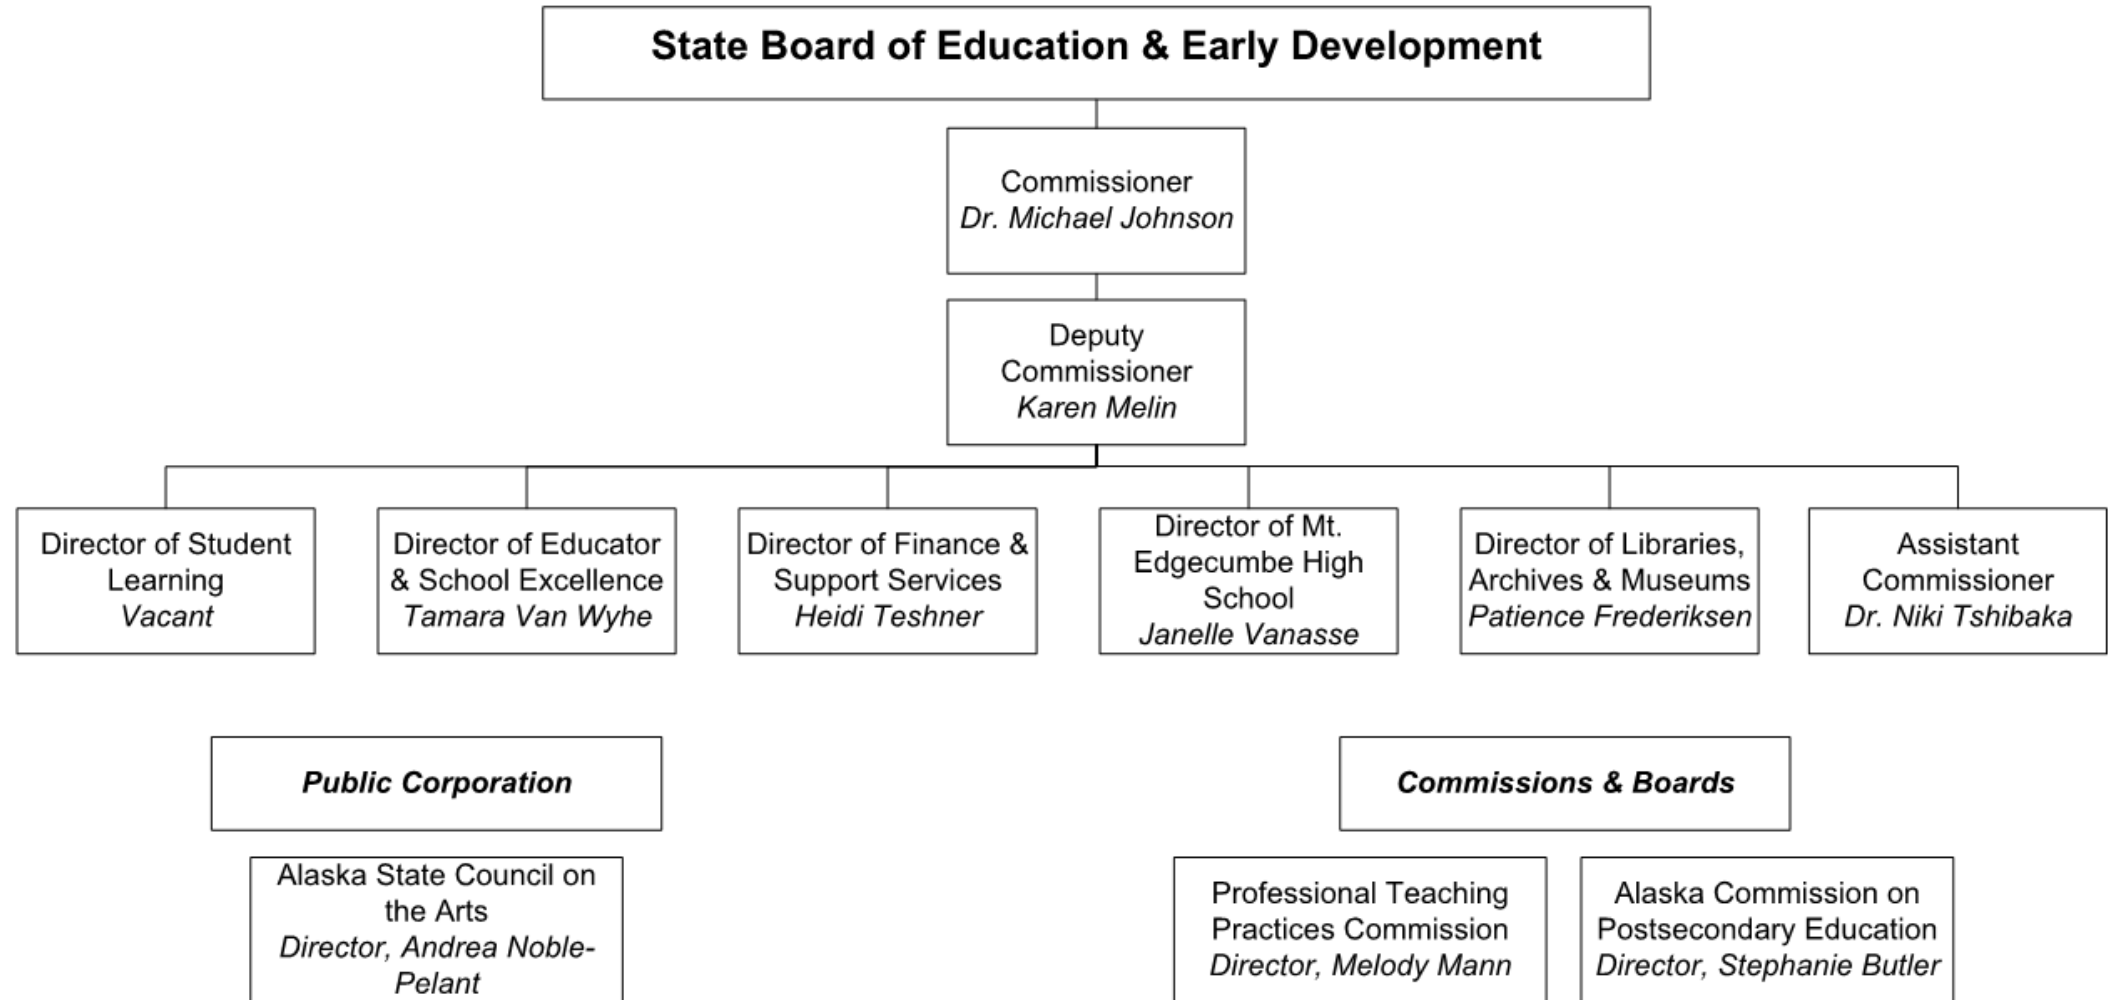 State Board of Education & Early Development
Commissioner
Dr. Michael Johnson
Deputy
Commissioner
Karen Melin
Director of Student
Learning
Vacant
Director of Educator
& School Excellence
Tamara Van Wyhe
Director of Finance &
Support Services
Heidi Teshner
Director of Mt.
Edgecumbe High
School
Janelle Vanasse
Director of Libraries,
Archives & Museums
Patience Frederiksen
Assistant
Commissioner
Dr. Niki Tshibaka
Public Corporation
Alaska State Council on
the Arts
Director, Andrea Noble-
Pelant
Commissions & Boards
Professional Teaching
Practices Commission
Director, Melody Mann
Alaska Commission on
Postsecondary Education
Director, Stephanie Butler